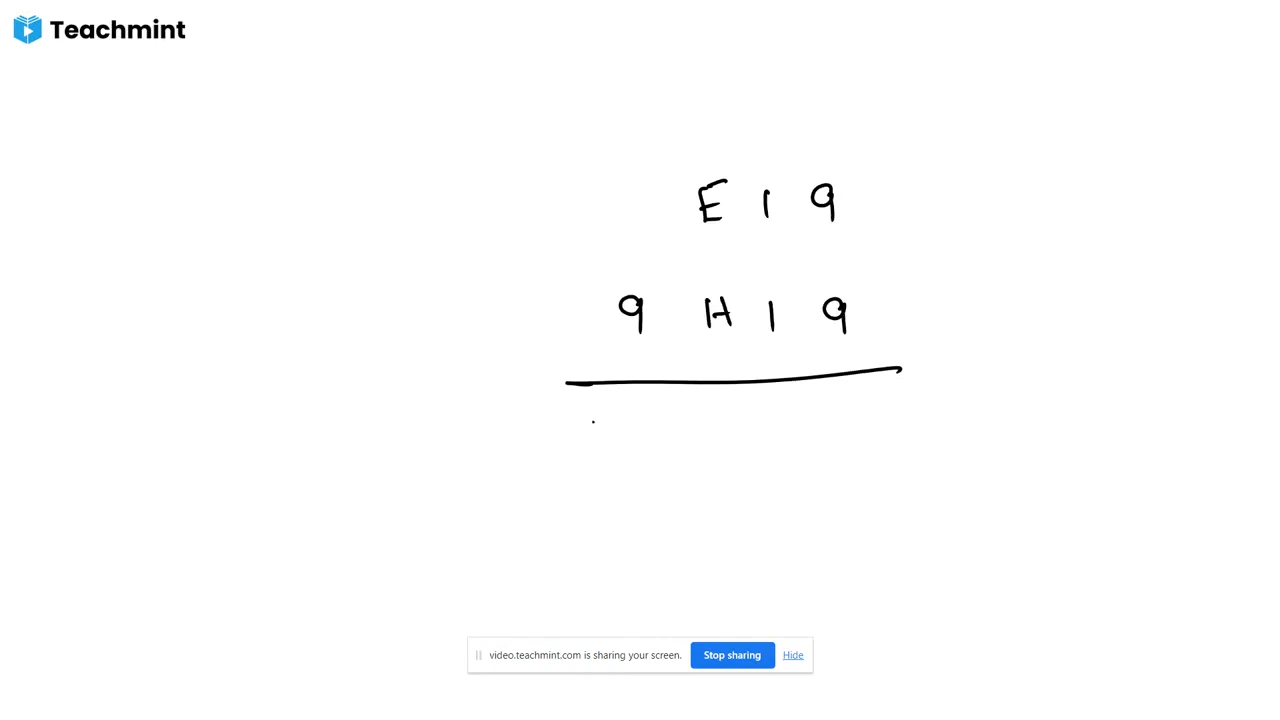 Teachmint
E 1 9
9 H 1 9
video.teachmint.com is sharing your screen. Stop sharing Hide